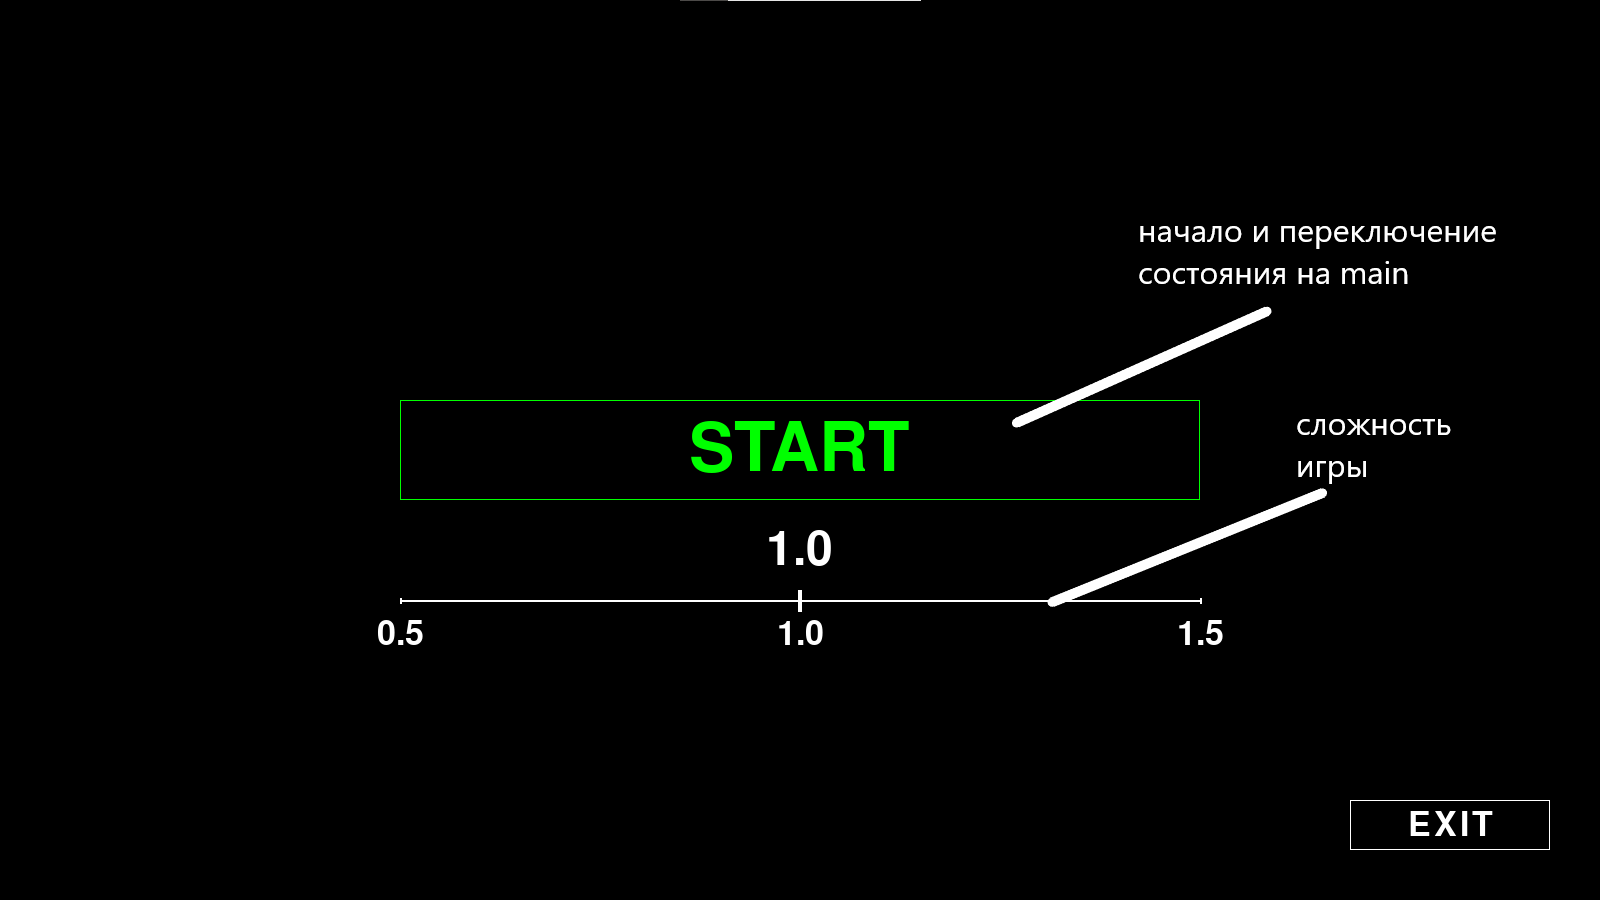 начало и переключение
состояния на main
START
сложность
игры
1.0
0.5 1.0 1.5
EXIT